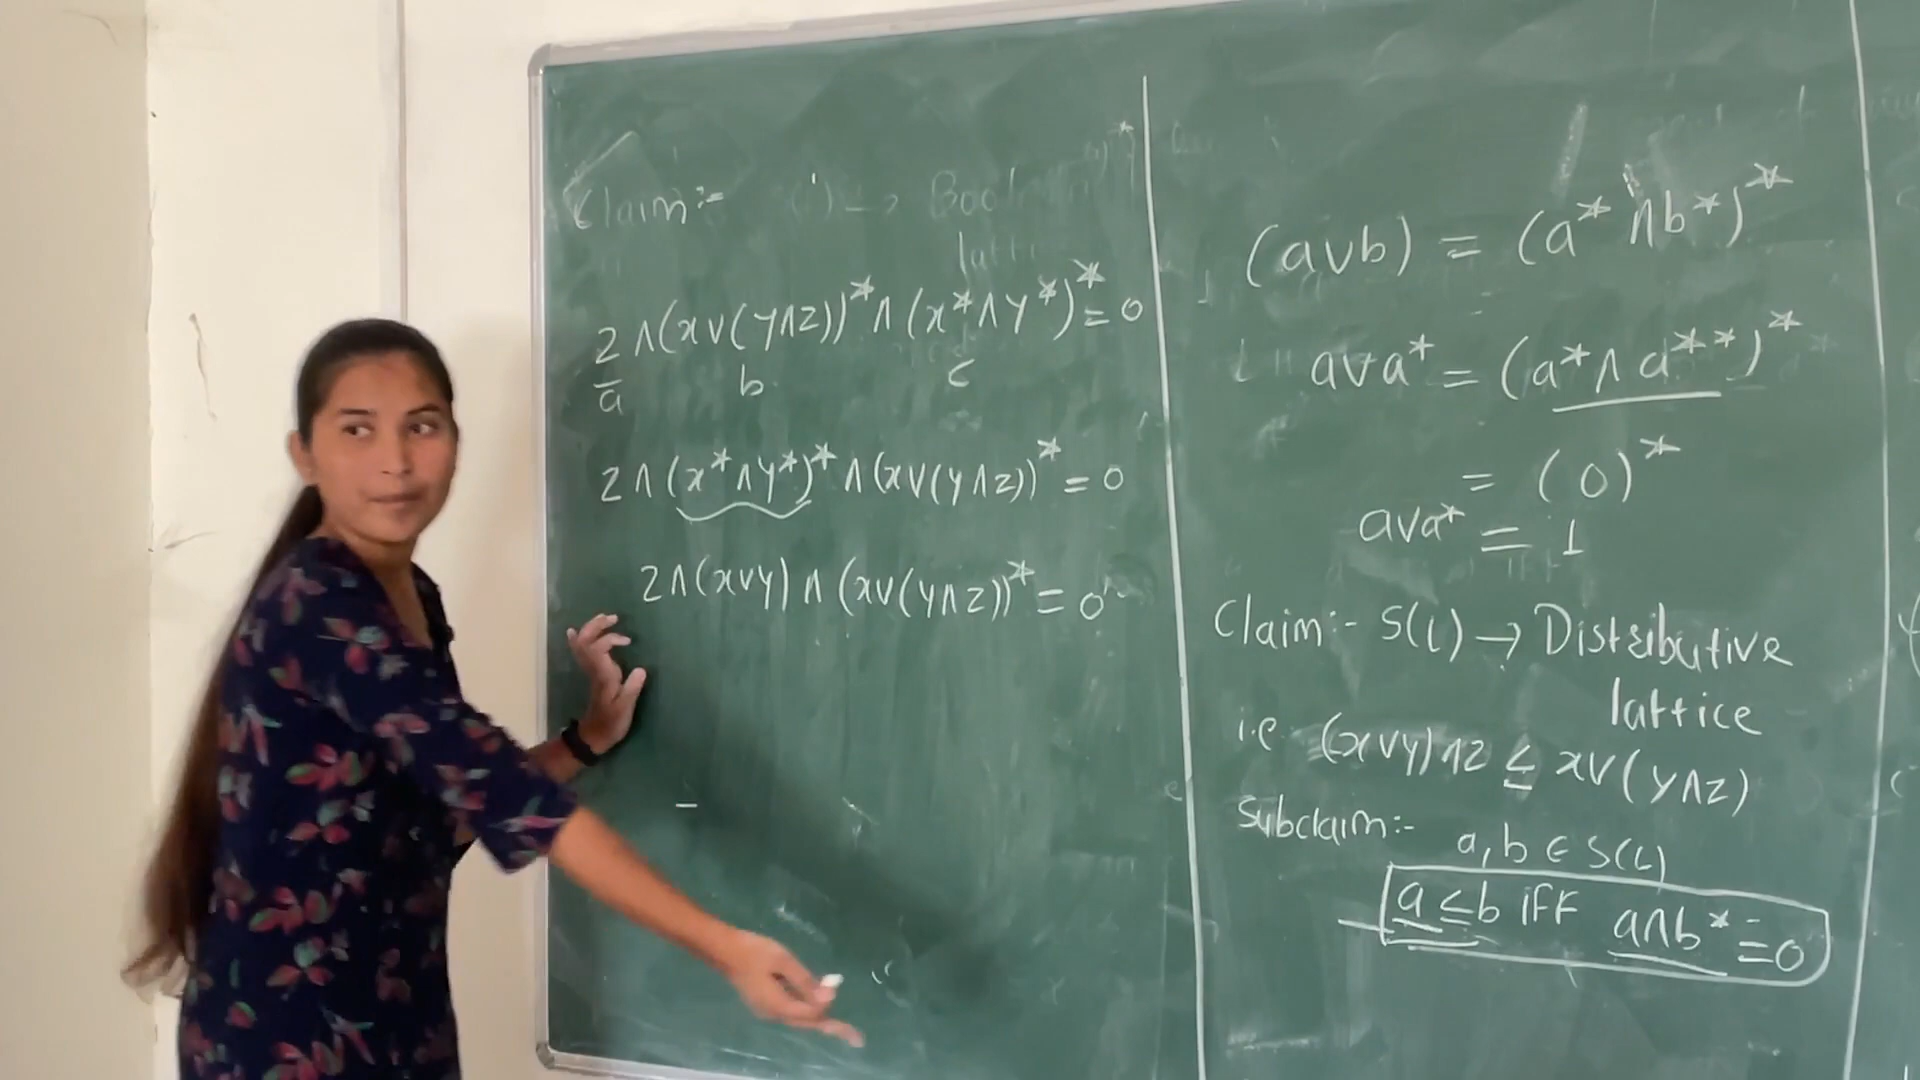 Claim:-
z∧(x∨(y∧z))*∧(x*∧y*)*=0
a b c
z∧(x*∧y*)*∧(x∨(y∧z))*=0
z∧(x∨y)∧(x∨(y∧z))*=0
(a∨b) = (a*∧b*)*
a∨a* = (a*∧a**)*
= (0)*
a∨a* = 1
Claim:- S(L) → Distributive
lattice
i.e (x∨y)∧z ≤ x∨(y∧z)
Subclaim:-
a,b ∈ S(L)
a≤b iff a∧b*=0